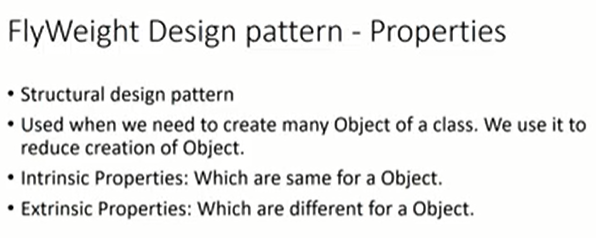 FlyWeight Design pattern - Properties
• Structural design pattern
• Used when we need to create many Object of a class. We use it to
reduce creation of Object.
• Intrinsic Properties: Which are same for a Object.
• Extrinsic Properties: Which are different for a Object.